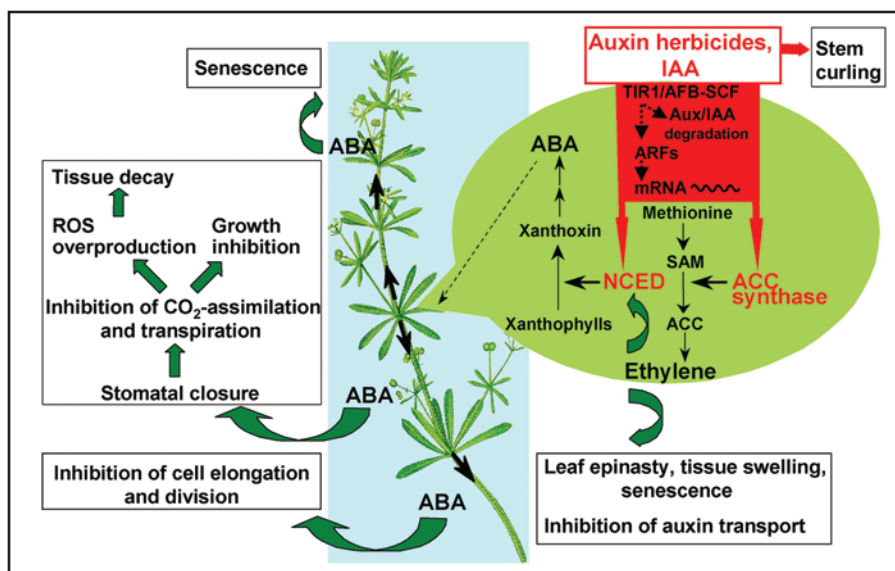 Senescence
ABA
Tissue decay
ROS
overproduction
Growth
inhibition
Inhibition of CO₂-assimilation
and transpiration
Stomatal closure
ABA
Inhibition of cell elongation
and division
ABA
Auxin herbicides,
IAA
Stem
curling
TIR1/AFB-SCF
Aux/IAA
degradation
ARFs
mRNA
ABA
Xanthoxin
Xanthophylls
NCED
Methionine
SAM
ACC
synthase
ACC
Ethylene
Leaf epinasty, tissue swelling,
senescence
Inhibition of auxin transport